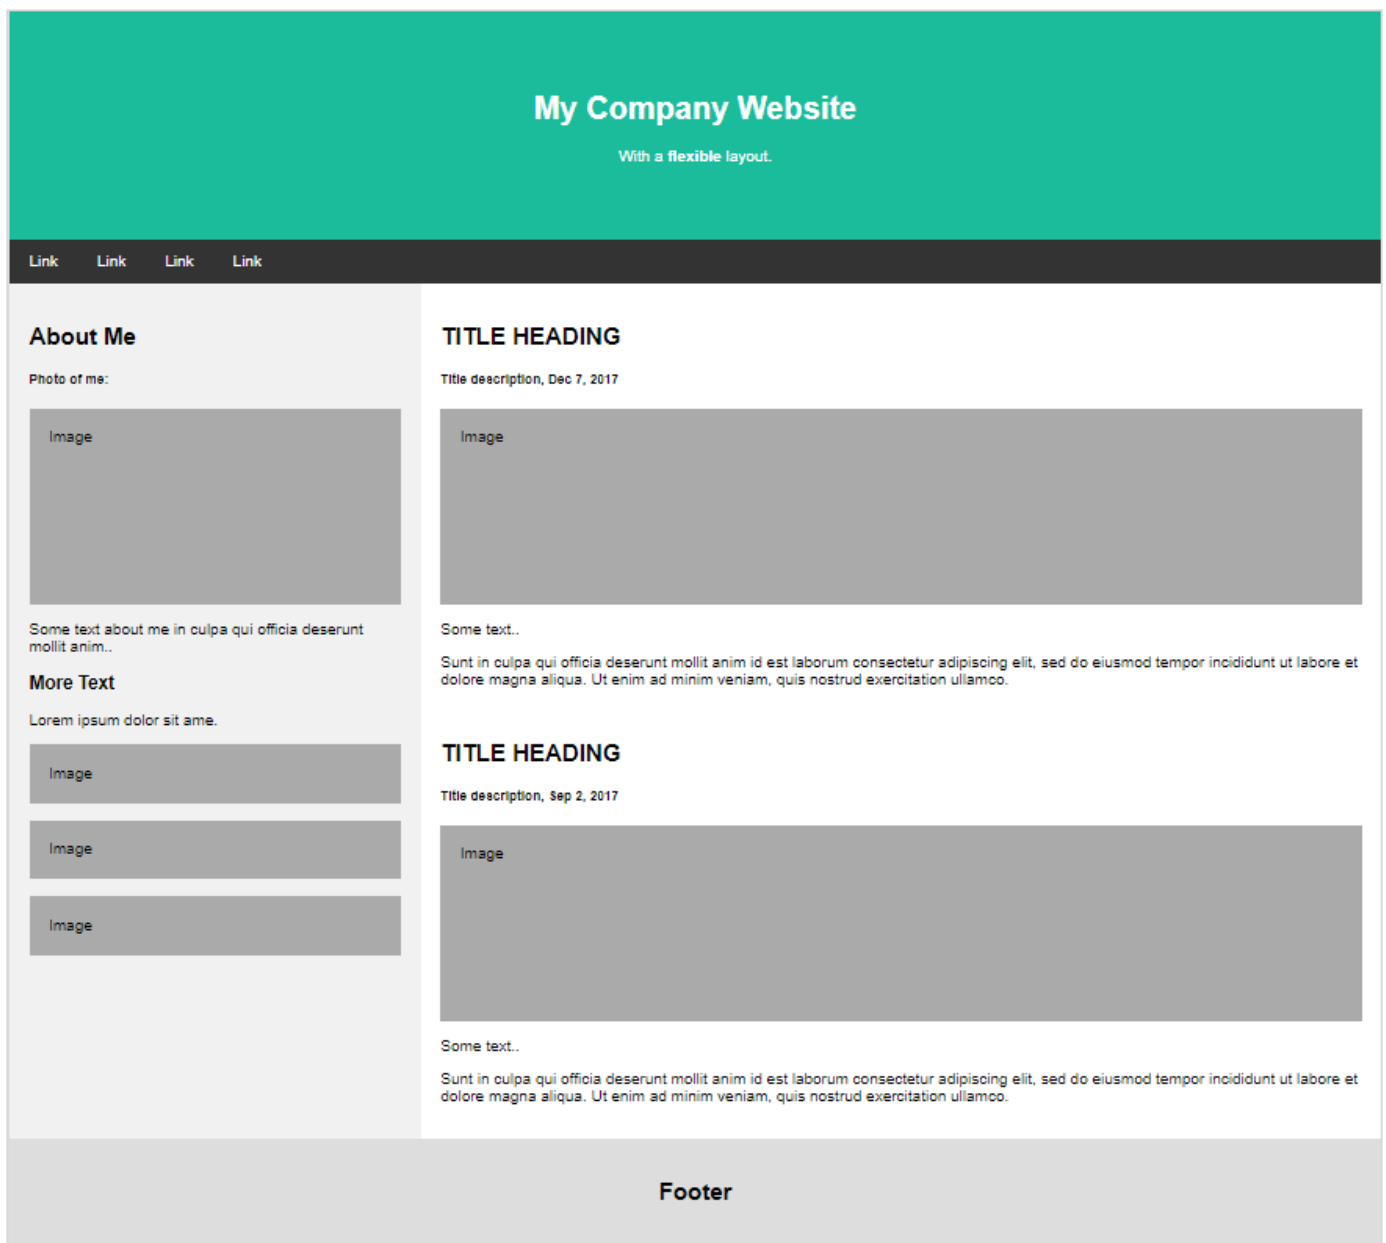 My Company Website
With a flexible layout.
Link Link Link Link
About Me
Photo of me:
Image
Some text about me in culpa qui officia deserunt
mollit anim..
More Text
Lorem ipsum dolor sit ame.
Image
Image
Image
TITLE HEADING
Title description, Dec 7, 2017
Image
Some text..
Sunt in culpa qui officia deserunt mollit anim id est laborum consectetur adipiscing elit, sed do eiusmod tempor incididunt ut labore et
dolore magna aliqua. Ut enim ad minim veniam, quis nostrud exercitation ullamco.
TITLE HEADING
Title description, Sep 2, 2017
Image
Some text..
Sunt in culpa qui officia deserunt mollit anim id est laborum consectetur adipiscing elit, sed do eiusmod tempor incididunt ut labore et
dolore magna aliqua. Ut enim ad minim veniam, quis nostrud exercitation ullamco.
Footer